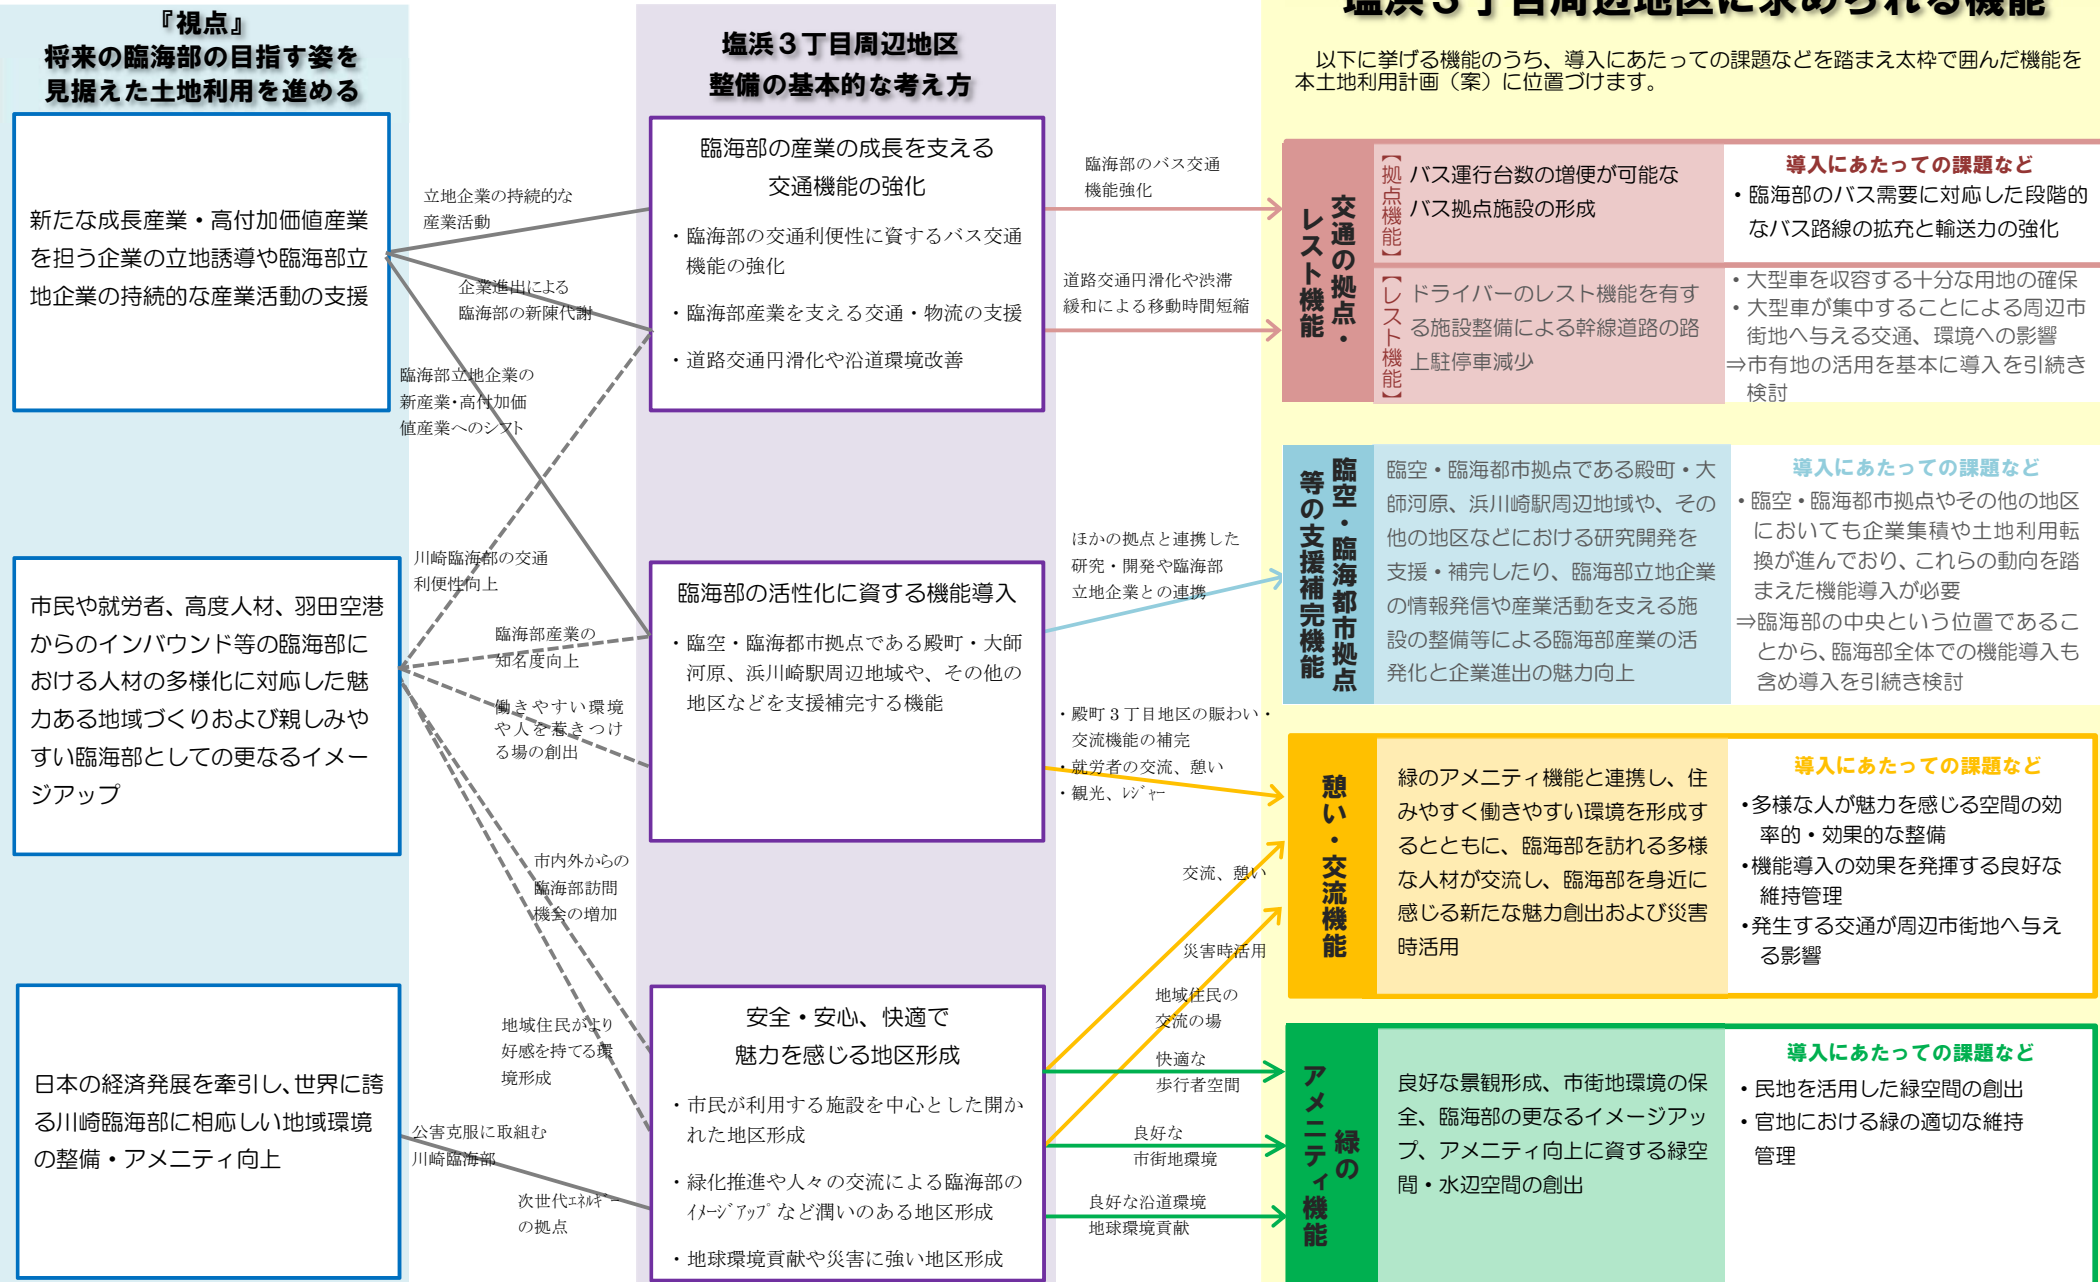 『視点』
将来の臨海部の目指す姿を
見据えた土地利用を進める
新たな成長産業・高付加価値産業
を担う企業の立地誘導や臨海部立
地企業の持続的な産業活動の支援
市民や就労者、高度人材、羽田空港
からのインバウンド等の臨海部に
おける人材の多様化に対応した魅
力ある地域づくりおよび親しみや
すい臨海部としての更なるイメー
ジアップ
日本の経済発展を牽引し、世界に誇
る川崎臨海部に相応しい地域環境
の整備・アメニティ向上
立地企業の持続的な
産業活動
企業進出による
臨海部の新陳代謝
臨海部立地企業の
新産業・高付加価
値産業へのシフト
川崎臨海部の交通
利便性向上
臨海部産業の
知名度向上
働きやすい環境
や人を惹きつけ
る場の創出
市内外からの
臨海部訪問
機会の増加
地域住民がより
好感を持てる環
境形成
公害克服に取組む
川崎臨海部
次世代エネルギー
の拠点
塩浜３丁目周辺地区
整備の基本的な考え方
臨海部の産業の成長を支える
交通機能の強化
・臨海部の交通利便性に資するバス交通
機能の強化
・臨海部産業を支える交通・物流の支援
・道路交通円滑化や沿道環境改善
臨海部の活性化に資する機能導入
・臨空・臨海都市拠点である殿町・大師
河原、浜川崎駅周辺地域や、その他の
地区などを支援補完する機能
安全・安心、快適で
魅力を感じる地区形成
・市民が利用する施設を中心とした開か
れた地区形成
・緑化推進や人々の交流による臨海部の
イメージアップなど潤いのある地区形成
・地球環境貢献や災害に強い地区形成
臨海部のバス交通
機能強化
道路交通円滑化や渋滞
緩和による移動時間短縮
ほかの拠点と連携した
研究・開発や臨海部
立地企業との連携
・殿町３丁目地区の賑わい・
交流機能の補完
・就労者の交流、憩い
・観光、レジャー
交流、憩い
災害時活用
地域住民の
交流の場
快適な
歩行者空間
良好な
市街地環境
良好な沿道環境
地球環境貢献
塩浜３丁目周辺地区に求められる機能
以下に挙げる機能のうち、導入にあたっての課題などを踏まえ太枠で囲んだ機能を
本土地利用計画（案）に位置づけます。
交通の拠点・
レスト機能
【拠点機能】
バス運行台数の増便が可能な
バス拠点施設の形成
導入にあたっての課題など
・臨海部のバス需要に対応した段階的
なバス路線の拡充と輸送力の強化
【レスト機能】
ドライバーのレスト機能を有す
る施設整備による幹線道路の路
上駐停車減少
・大型車を収容する十分な用地の確保
・大型車が集中することによる周辺市
街地へ与える交通、環境への影響
⇒市有地の活用を基本に導入を引続き
検討
臨空・臨海都市拠点
等の支援補完機能
臨空・臨海都市拠点である殿町・大
師河原、浜川崎駅周辺地域や、その
他の地区などにおける研究開発を
支援・補完したり、臨海部立地企業
の情報発信や産業活動を支える施
設の整備等による臨海部産業の活
発化と企業進出の魅力向上
導入にあたっての課題など
・臨空・臨海都市拠点やその他の地区
においても企業集積や土地利用転
換が進んでおり、これらの動向を踏
まえた機能導入が必要
⇒臨海部の中央という位置であるこ
とから、臨海部全体での機能導入も
含め導入を引続き検討
憩い・交流機能
緑のアメニティ機能と連携し、住
みやすく働きやすい環境を形成す
るとともに、臨海部を訪れる多様
な人材が交流し、臨海部を身近に
感じる新たな魅力創出および災害
時活用
導入にあたっての課題など
・多様な人が魅力を感じる空間の効
率的・効果的な整備
・機能導入の効果を発揮する良好な
維持管理
・発生する交通が周辺市街地へ与え
る影響
緑の
アメニティ機能
良好な景観形成、市街地環境の保
全、臨海部の更なるイメージアッ
プ、アメニティ向上に資する緑空
間・水辺空間の創出
導入にあたっての課題など
・民地を活用した緑空間の創出
・官地における緑の適切な維持
管理